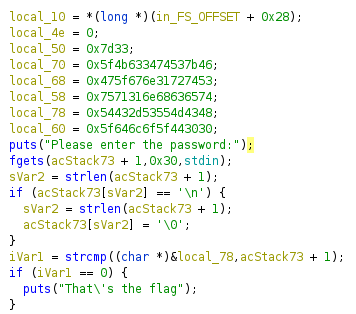 local_10 = *(long *)(in_FS_OFFSET + 0x28);
local_4e = 0;
local_50 = 0x7d33;
local_70 = 0x5f4b633474537b46;
local_68 = 0x475f676e31727453;
local_58 = 0x7571316e68636574;
local_78 = 0x54432d53554d4348;
local_60 = 0x5f646c6f5f443030;
puts("Please enter the password:");
fgets(acStack73 + 1,0x30,stdin);
sVar2 = strlen(acStack73 + 1);
if (acStack73[sVar2] == '\n') {
sVar2 = strlen(acStack73 + 1);
acStack73[sVar2] = '\0';
}
iVar1 = strcmp((char *)&local_78,acStack73 + 1);
if (iVar1 == 0) {
puts("That\'s the flag");
}